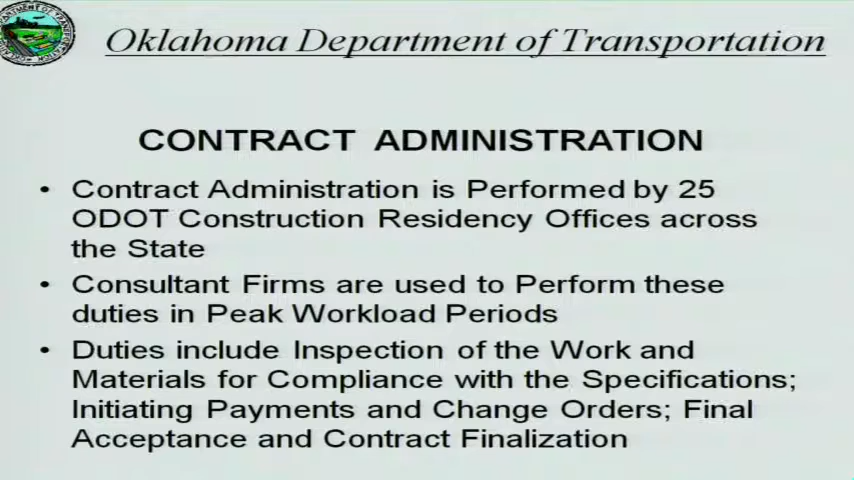 Oklahoma Department of Transportation
CONTRACT ADMINISTRATION
• Contract Administration is Performed by 25
ODOT Construction Residency Offices across
the State
• Consultant Firms are used to Perform these
duties in Peak Workload Periods
• Duties include Inspection of the Work and
Materials for Compliance with the Specifications;
Initiating Payments and Change Orders; Final
Acceptance and Contract Finalization